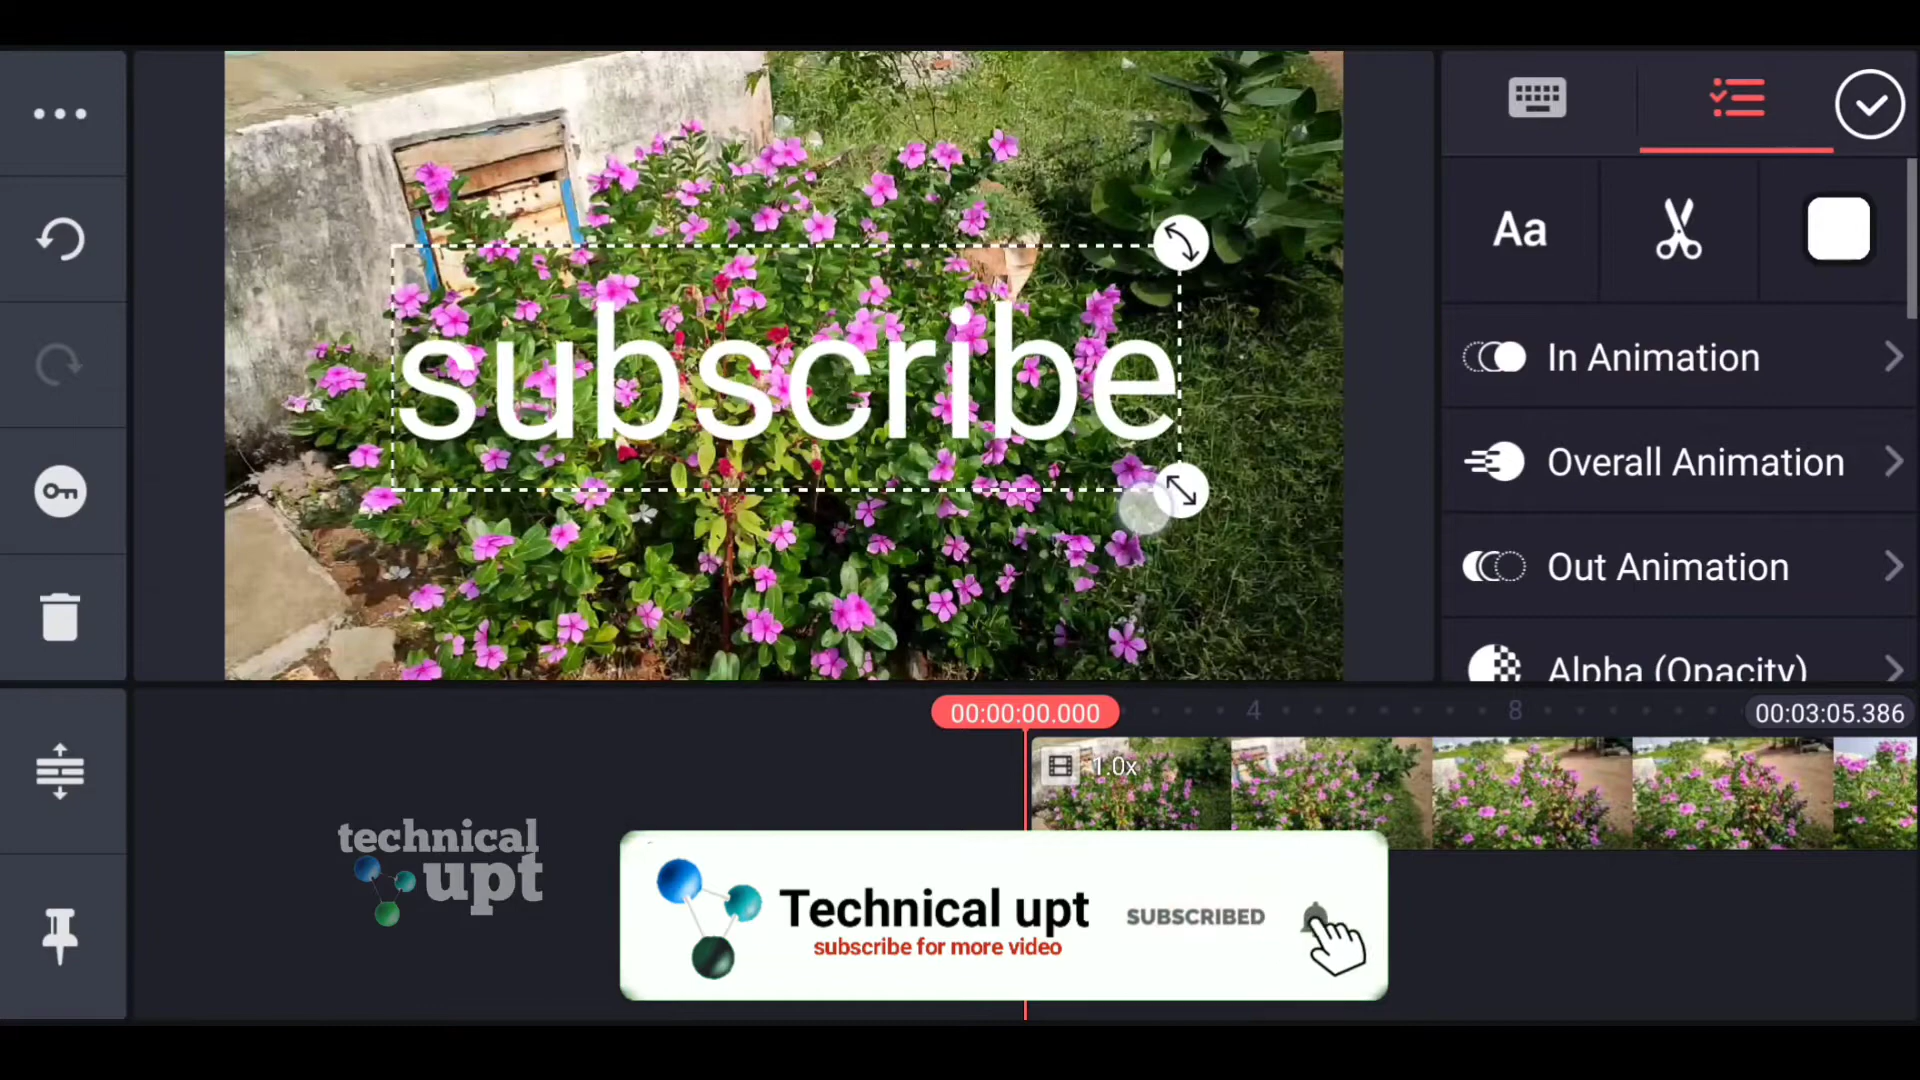 Aa
subscribe
In Animation
Overall Animation
Out Animation
Alpha (Opacity)
00:00:00.000
4
8
00:03:05.386
1.0x
technical
upt
Technical upt
SUBSCRIBED
subscribe for more video